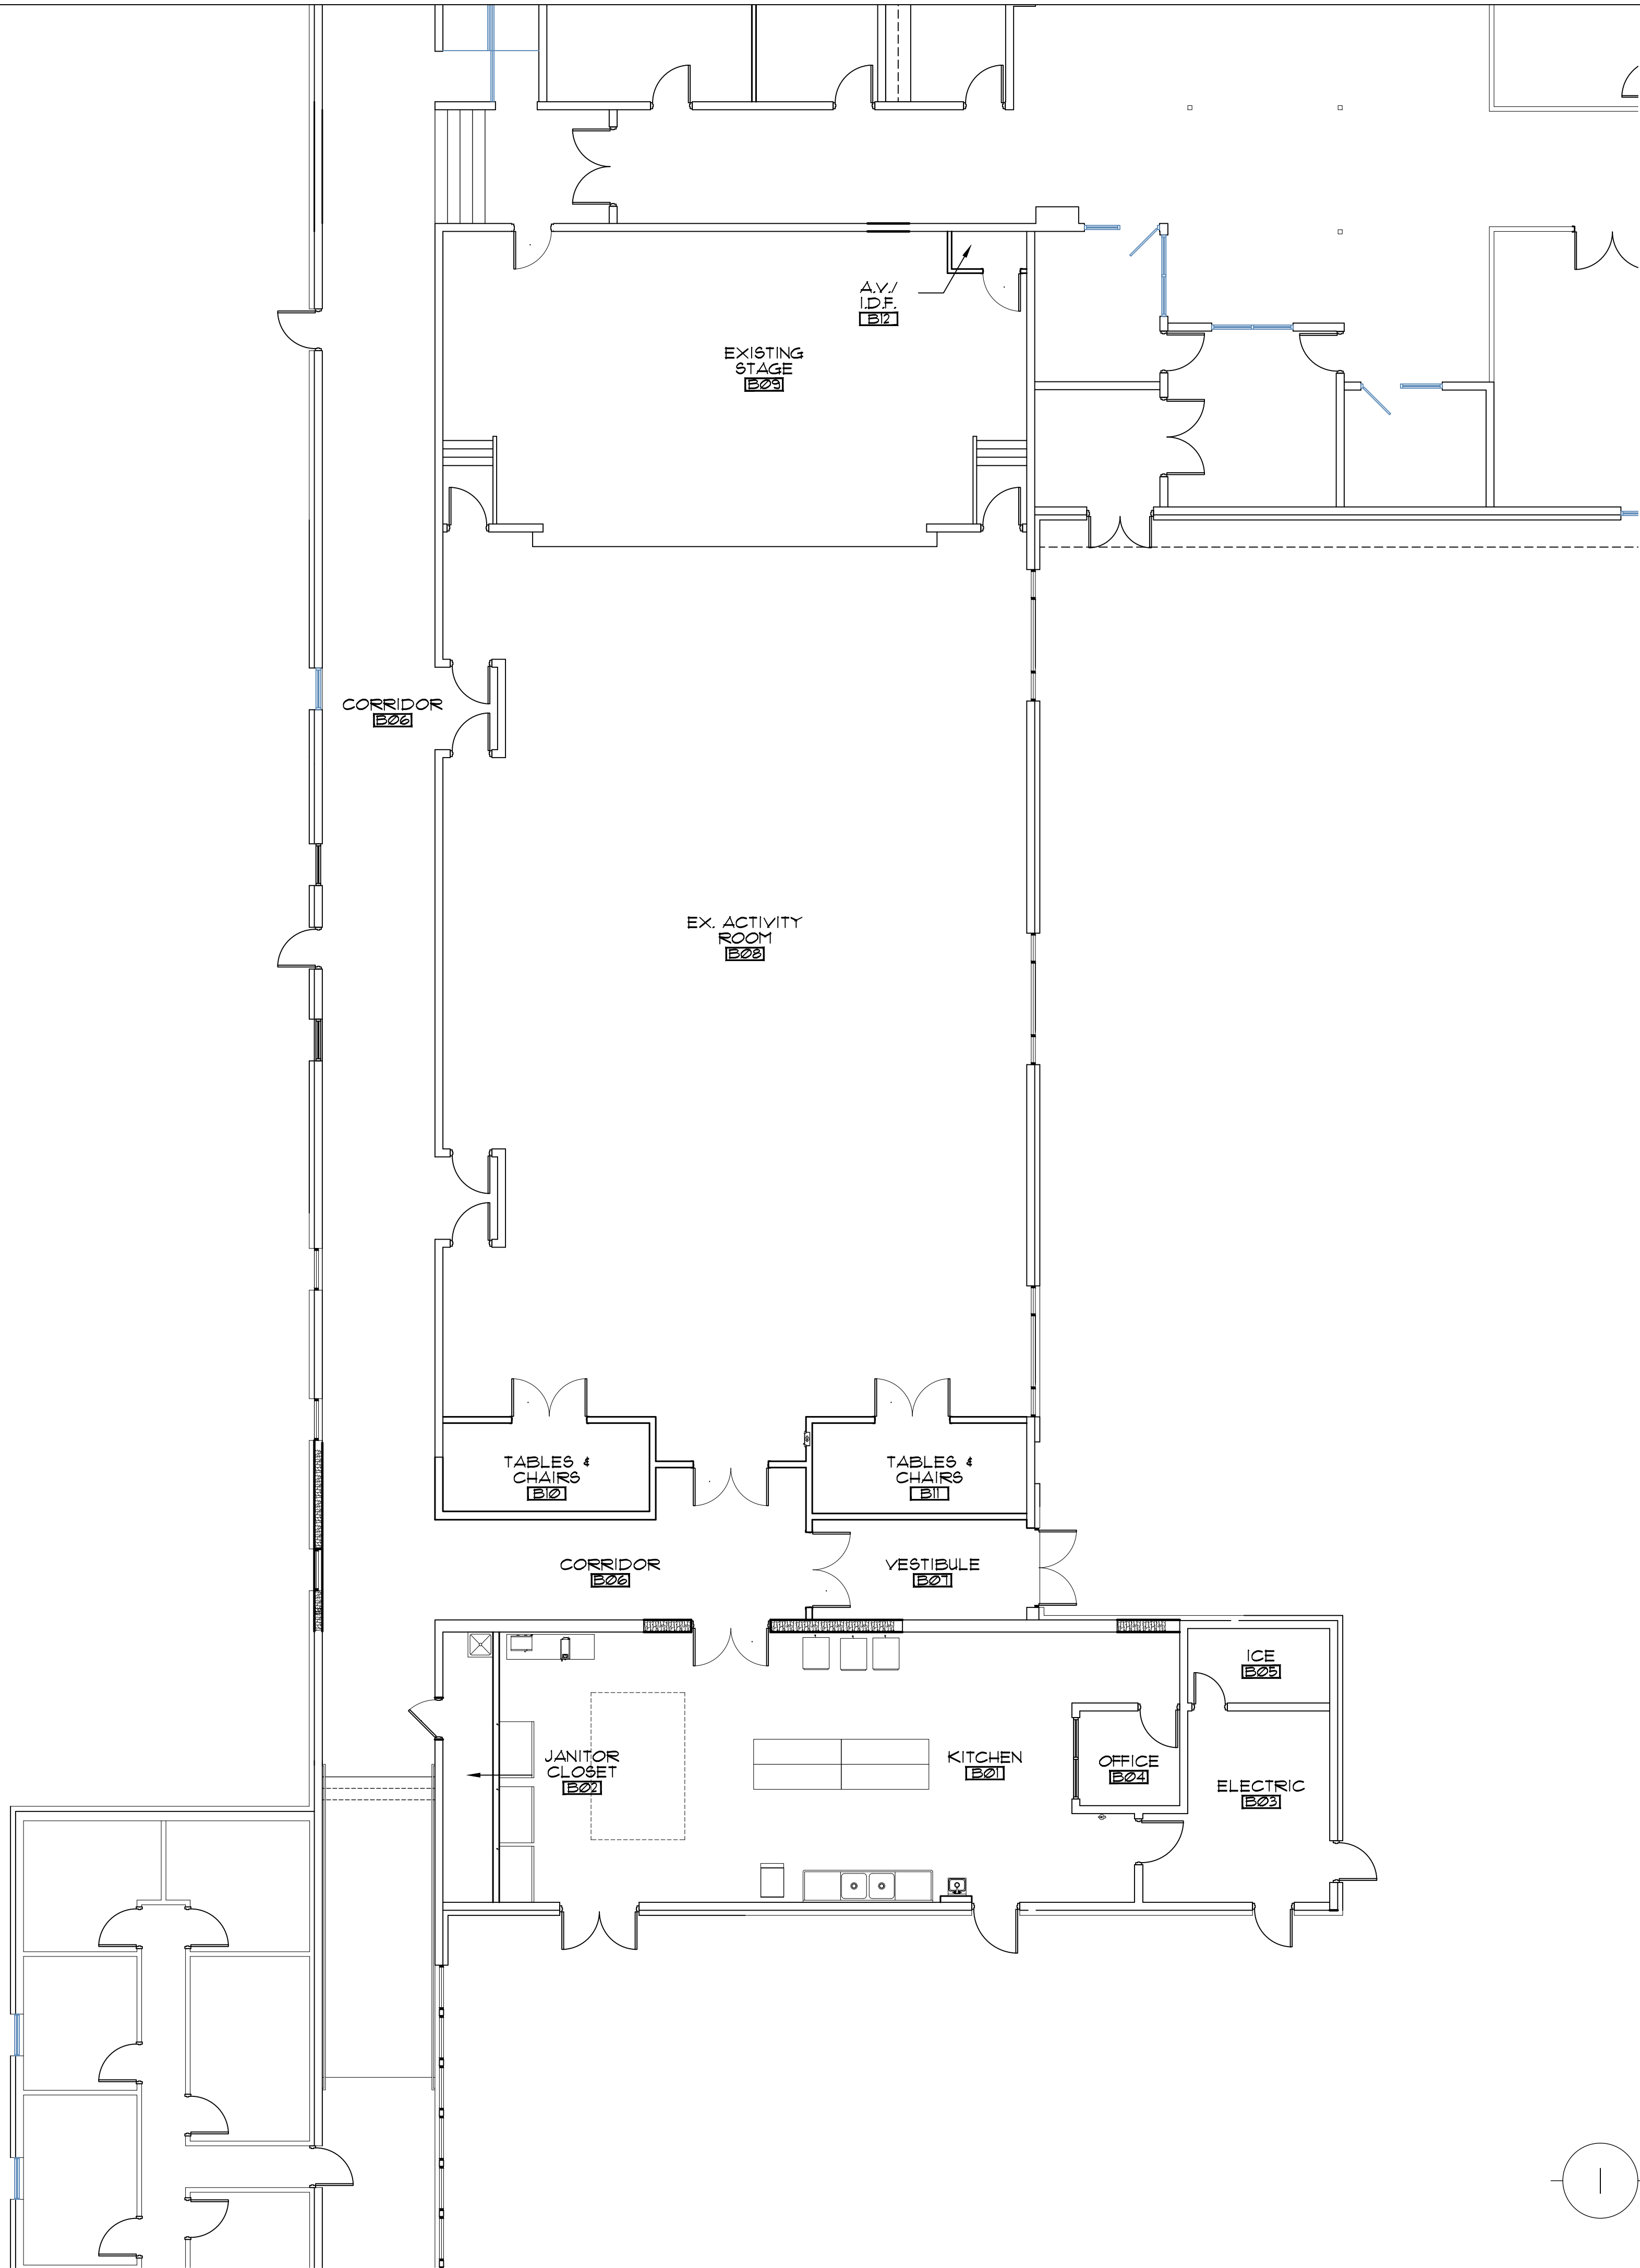 A.V./
I.D.F.
B12
EXISTING
STAGE
B09
CORRIDOR
B06
EX. ACTIVITY
ROOM
B08
TABLES &
CHAIRS
B10
TABLES &
CHAIRS
B11
CORRIDOR
B06
VESTIBULE
B07
ICE
B05
JANITOR
CLOSET
B02
KITCHEN
B01
OFFICE
B04
ELECTRIC
B03
1